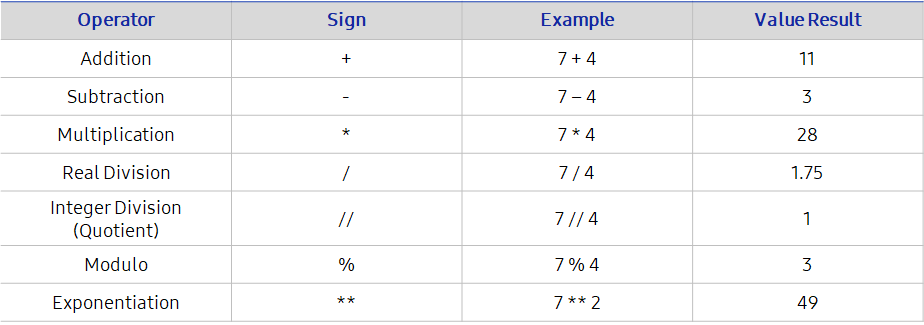 Operator Sign Example Value Result
Addition + 7 + 4 11
Subtraction - 7 – 4 3
Multiplication * 7 * 4 28
Real Division / 7 / 4 1.75
Integer Division
(Quotient) // 7 // 4 1
Modulo % 7 % 4 3
Exponentiation ** 7 ** 2 49